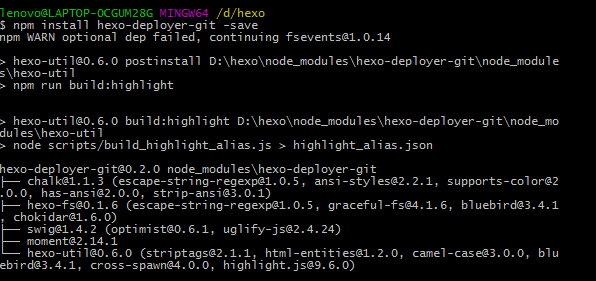 lenovo@LAPTOP-OCGUM28G MINGW64 /d/hexo
$ npm install hexo-deployer-git -save
npm WARN optional dep failed, continuing fsevents@1.0.14
> hexo-util@0.6.0 postinstall D:\hexo\node_modules\hexo-deployer-git\node_module
s\hexo-util
> npm run build:highlight
> hexo-util@0.6.0 build:highlight D:\hexo\node_modules\hexo-deployer-git\node_mo
dules\hexo-util
> node scripts/build_highlight_alias.js > highlight_alias.json
hexo-deployer-git@0.2.0 node_modules\hexo-deployer-git
├── chalk@1.1.3 (escape-string-regexp@1.0.5, ansi-styles@2.2.1, supports-color@2
.0.0, has-ansi@2.0.0, strip-ansi@3.0.1)
├── hexo-fs@0.1.6 (escape-string-regexp@1.0.5, graceful-fs@4.1.6, bluebird@3.4.1
, chokidar@1.6.0)
├── swig@1.4.2 (optimist@0.6.1, uglify-js@2.4.24)
├── moment@2.14.1
└── hexo-util@0.6.0 (striptags@2.1.1, html-entities@1.2.0, camel-case@3.0.0, blu
ebird@3.4.1, cross-spawn@4.0.0, highlight.js@9.6.0)